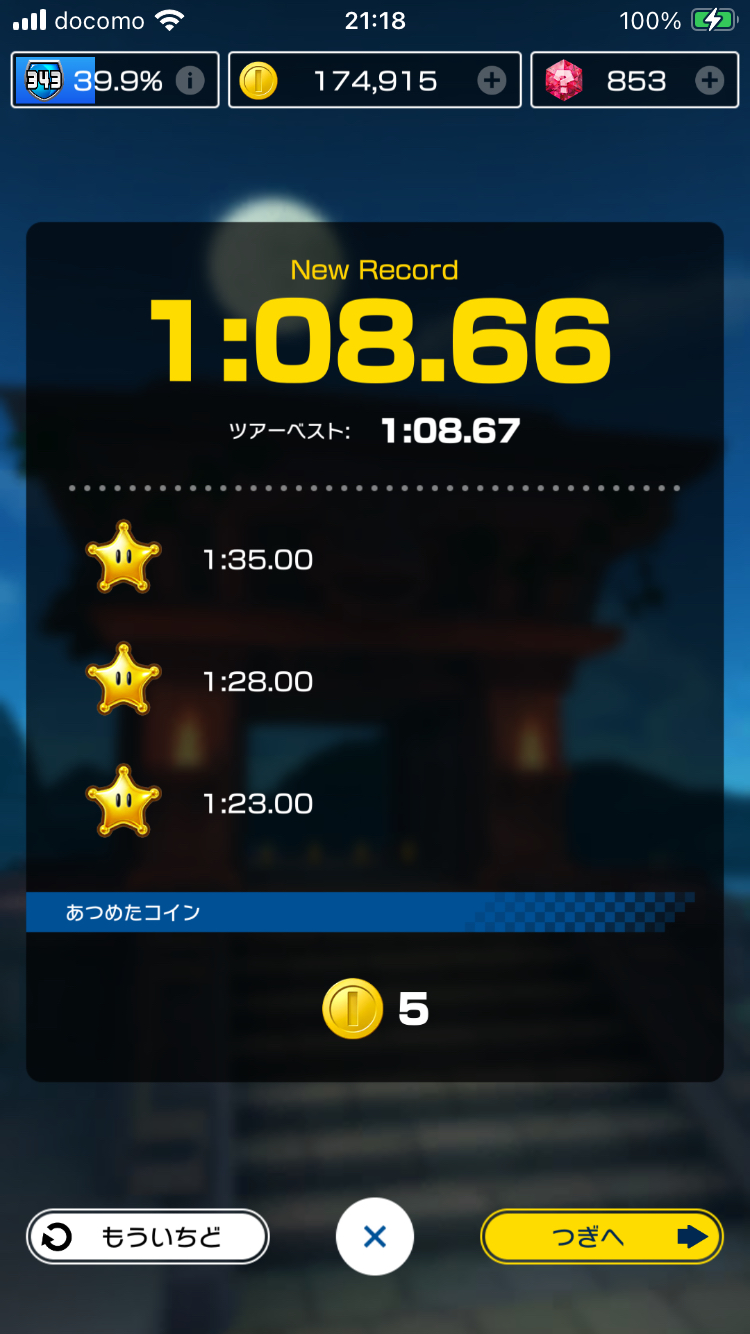 docomo 21:18 100%
343 39.9% i 174,915 + ? 853 +
New Record
1:08.66
ツアーベスト: 1:08.67
1:35.00
1:28.00
1:23.00
あつめたコイン
5
もういちど × つぎへ